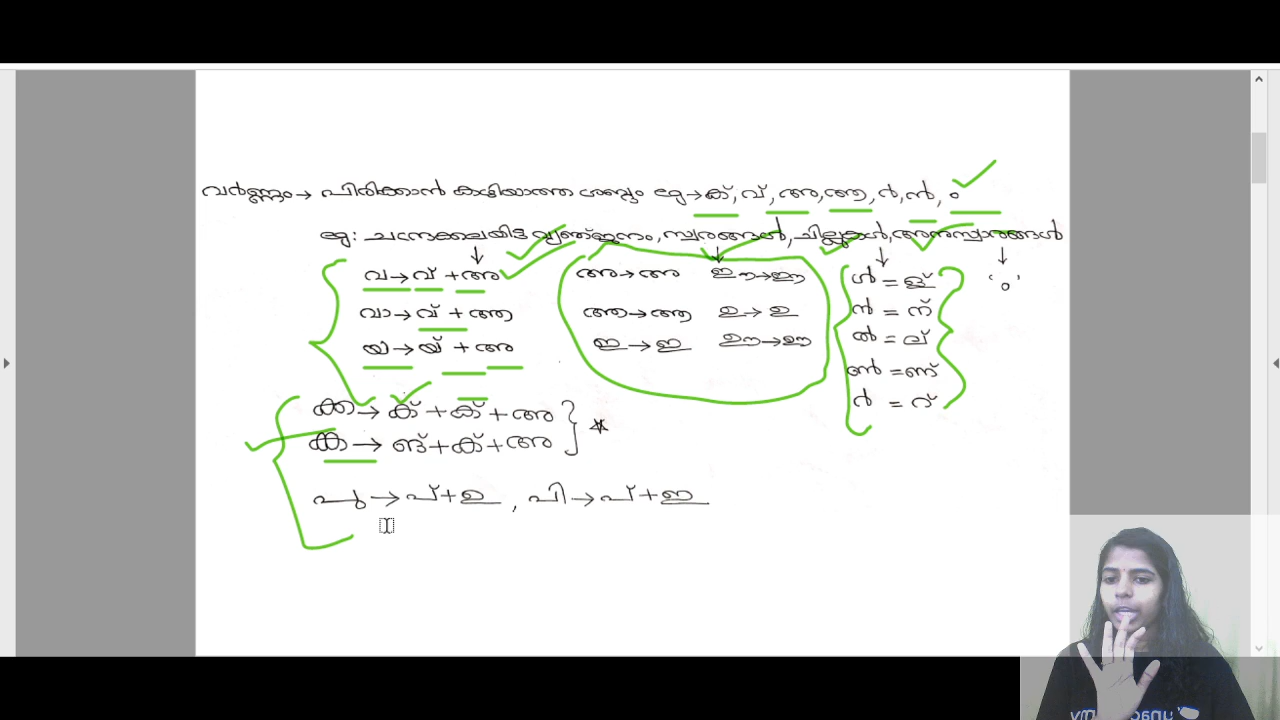 വർണ്ണം→ പിരിക്കാൻ കഴിയാത്ത ശബ്ദം ഉദാ→ക്, വ്, അ, ആ, ർ, ൻ, ം
ഉദാ: ചന്ദ്രക്കലയിട്ട വ്യഞ്ജനം, സ്വരങ്ങൾ, ചില്ലുകൾ, അനുസ്വാരങ്ങൾ
വ→വ് +അ അ→അ ഈ→ഈ ൾ = ള് ‘ം’
വാ→വ് +ആ ആ→ആ ഉ→ഉ ൻ = ന്
യ→യ് +അ ഇ→ഇ ഊ→ഊ ൽ = ല്
ൺ =ണ്
ക്ക→ക്+ക്+അ ർ = ര്
ങ്ക→ങ്+ക്+അ
പു→പ്+ഉ, പി→പ്+ഇ